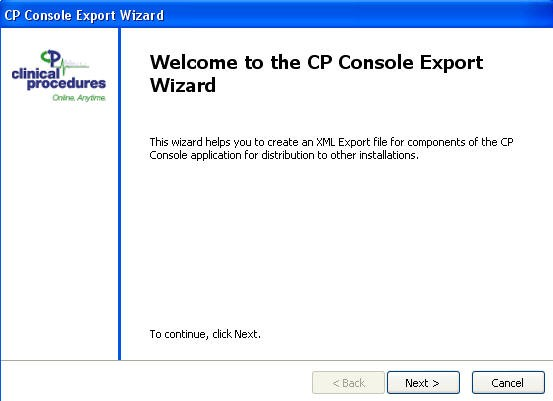 CP Console Export Wizard
CP
clinical
procedures
Online. Anytime.
Welcome to the CP Console Export
Wizard
This wizard helps you to create an XML Export file for components of the CP
Console application for distribution to other installations.
To continue, click Next.
< Back
Next >
Cancel